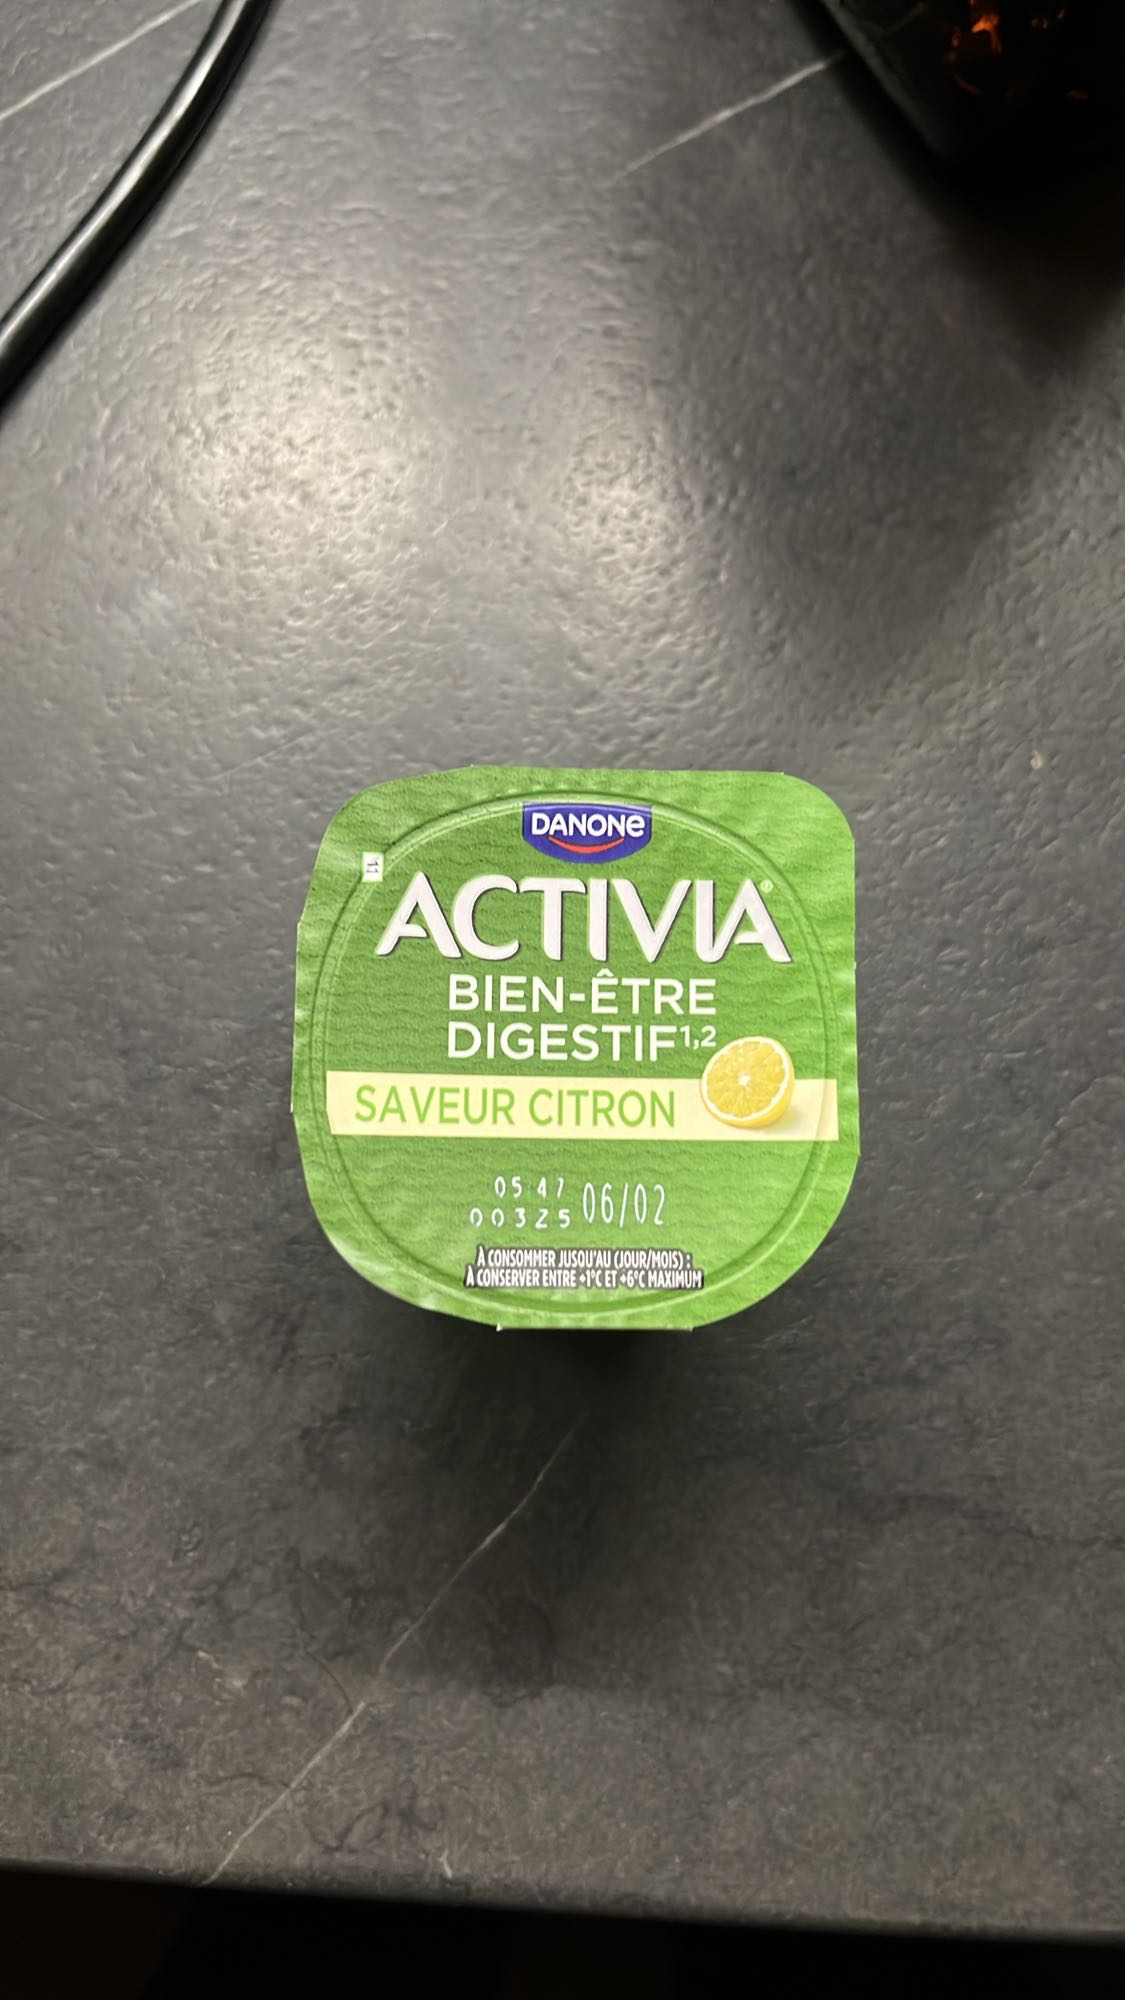 DANONE
11
ACTIVIA®
BIEN-ÊTRE
DIGESTIF1,2
SAVEUR CITRON
05 47 06/02
00325
À CONSOMMER JUSQU'AU (JOUR/MOIS) :
À CONSERVER ENTRE +1°C ET +6°C MAXIMUM